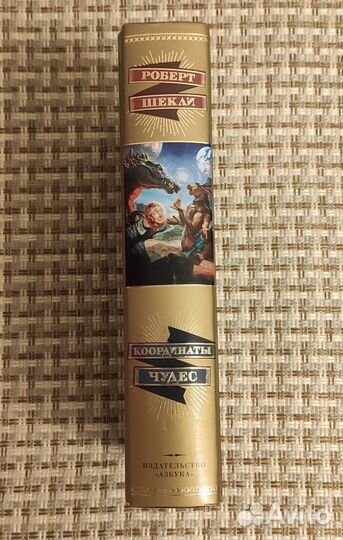 РОБЕРТ
ШЕКЛИ
КООРДИНАТЫ
ЧУДЕС
ИЗДАТЕЛЬСТВО
«АЗБУКА»
Avito